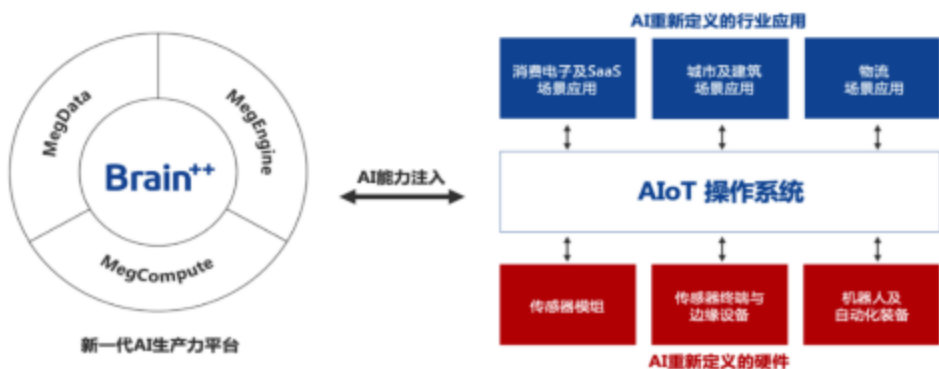 MegData
MegEngine
Brain++
MegCompute
新一代AI生产力平台
AI能力注入
AI重新定义的行业应用
消费电子及SaaS
场景应用
城市及建筑
场景应用
物流
场景应用
AIoT 操作系统
传感器模组
传感器终端与
边缘设备
机器人及
自动化装备
AI重新定义的硬件